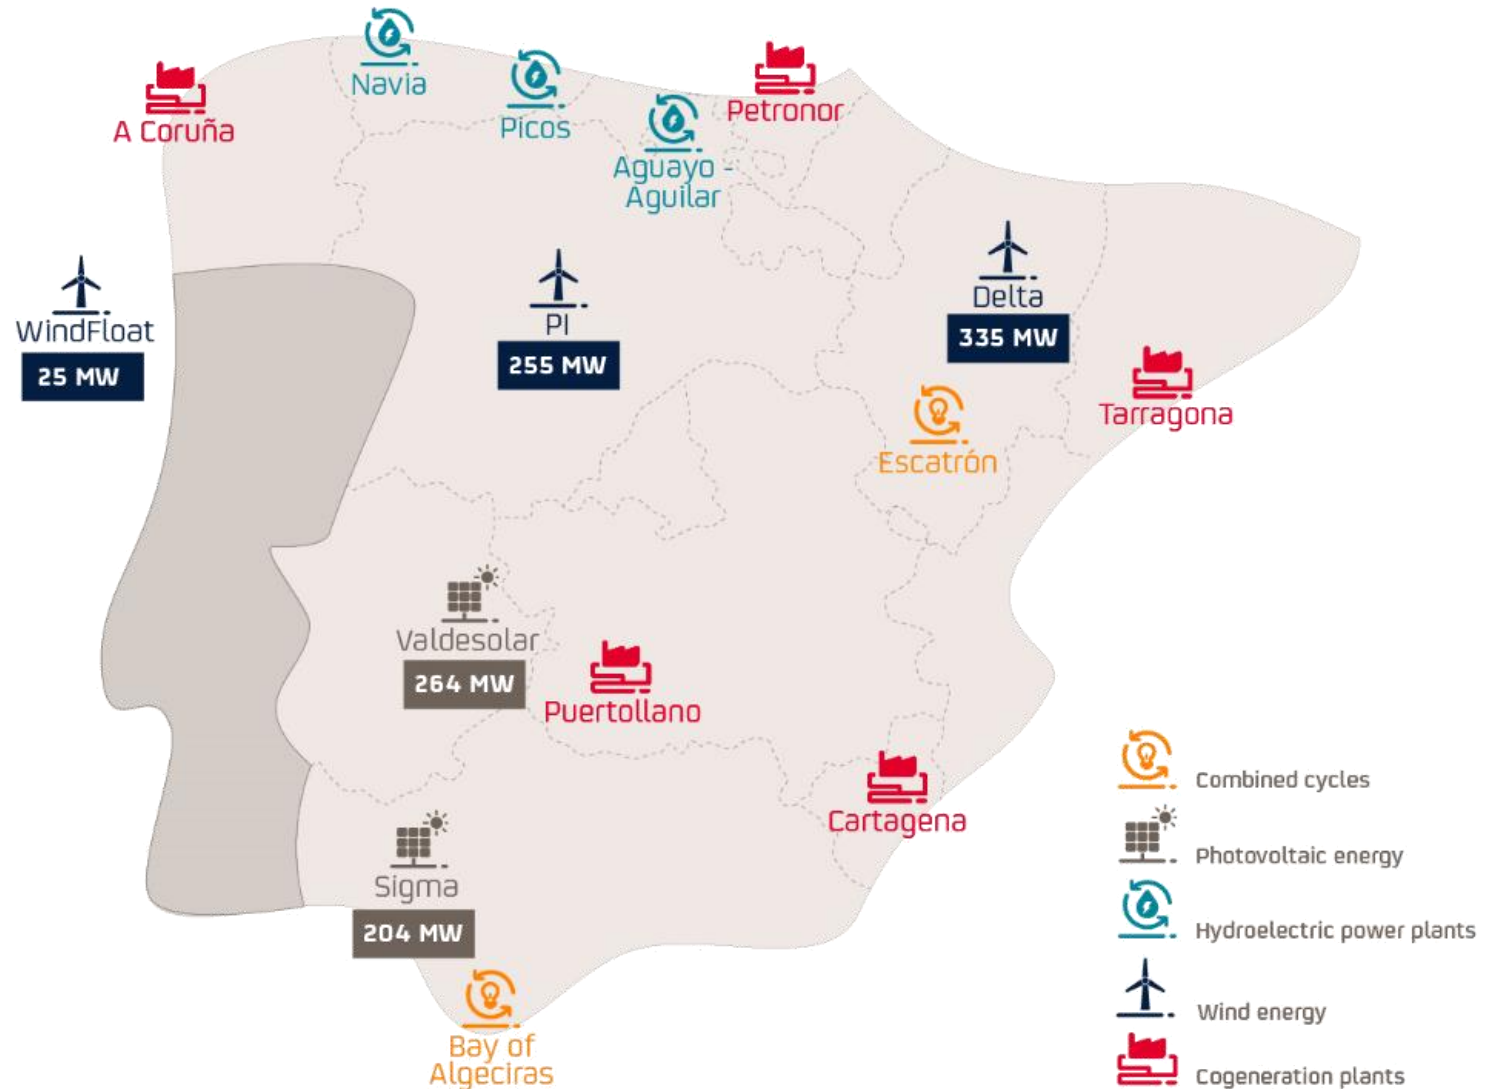 Navia
A Coruña
Picos
Petronor
Aguayo -
Aguilar
WindFloat
25 MW
PI
255 MW
Delta
335 MW
Tarragona
Escatrón
Valdesolar
264 MW
Puertollano
Cartagena
Sigma
204 MW
Bay of
Algeciras
Combined cycles
Photovoltaic energy
Hydroelectric power plants
Wind energy
Cogeneration plants